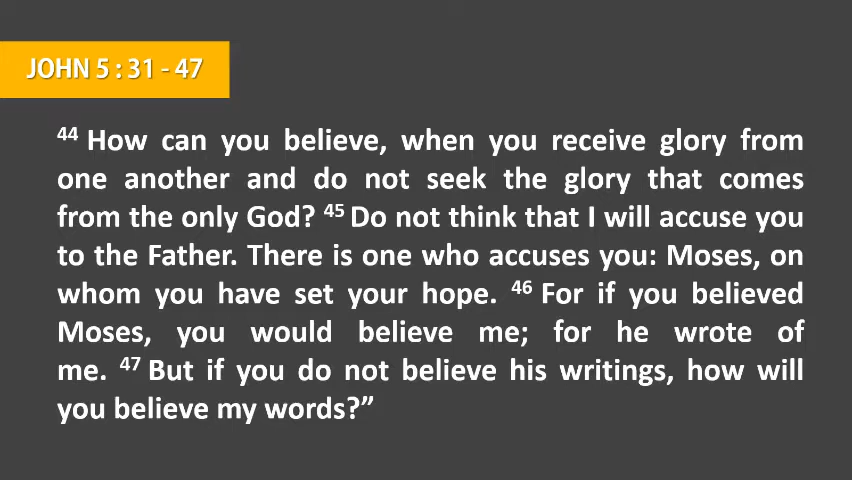 JOHN 5 : 31 - 47
44 How can you believe, when you receive glory from
one another and do not seek the glory that comes
from the only God? 45 Do not think that I will accuse you
to the Father. There is one who accuses you: Moses, on
whom you have set your hope. 46 For if you believed
Moses, you would believe me; for he wrote of
me. 47 But if you do not believe his writings, how will
you believe my words?”